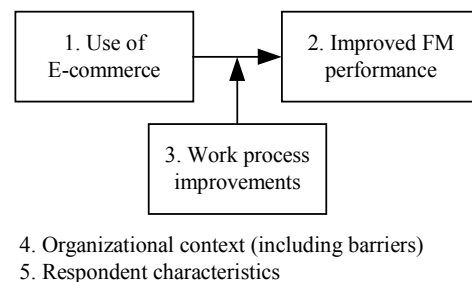 1. Use of
E-commerce
2. Improved FM
performance
3. Work process
improvements
4. Organizational context (including barriers)
5. Respondent characteristics